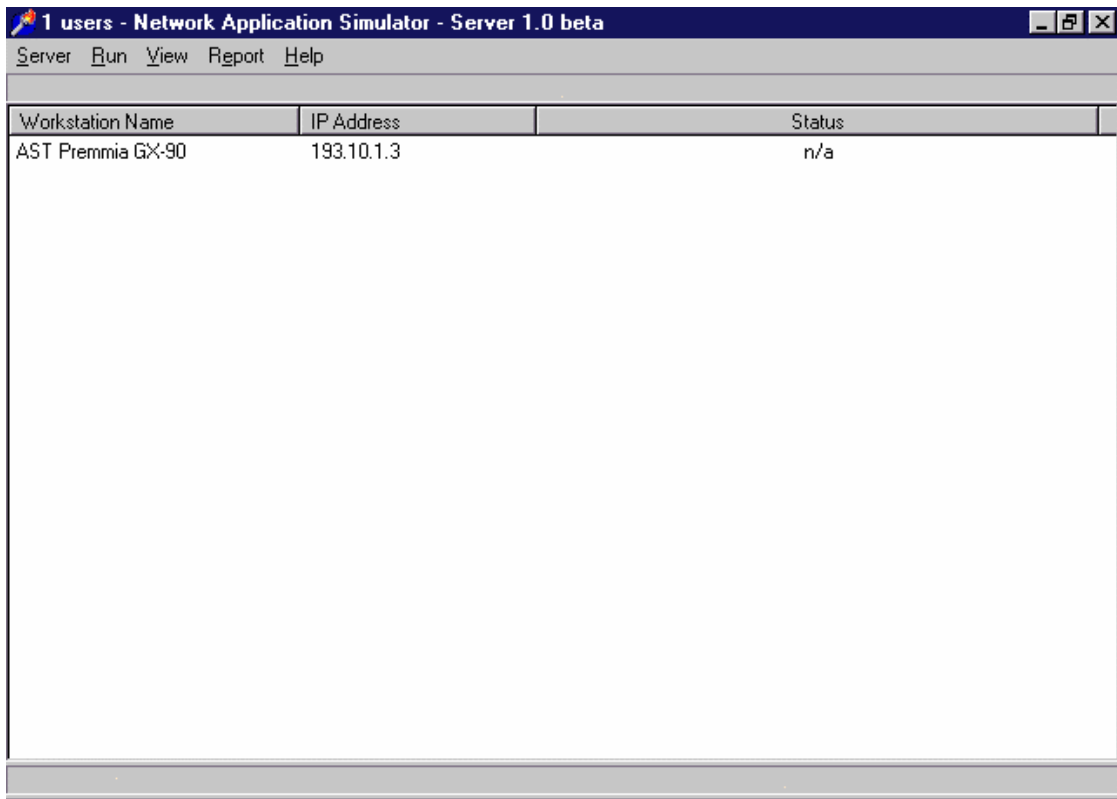 1 users - Network Application Simulator - Server 1.0 beta
Server Run View Report Help
Workstation Name IP Address Status
AST Premmia GX-90 193.10.1.3 n/a